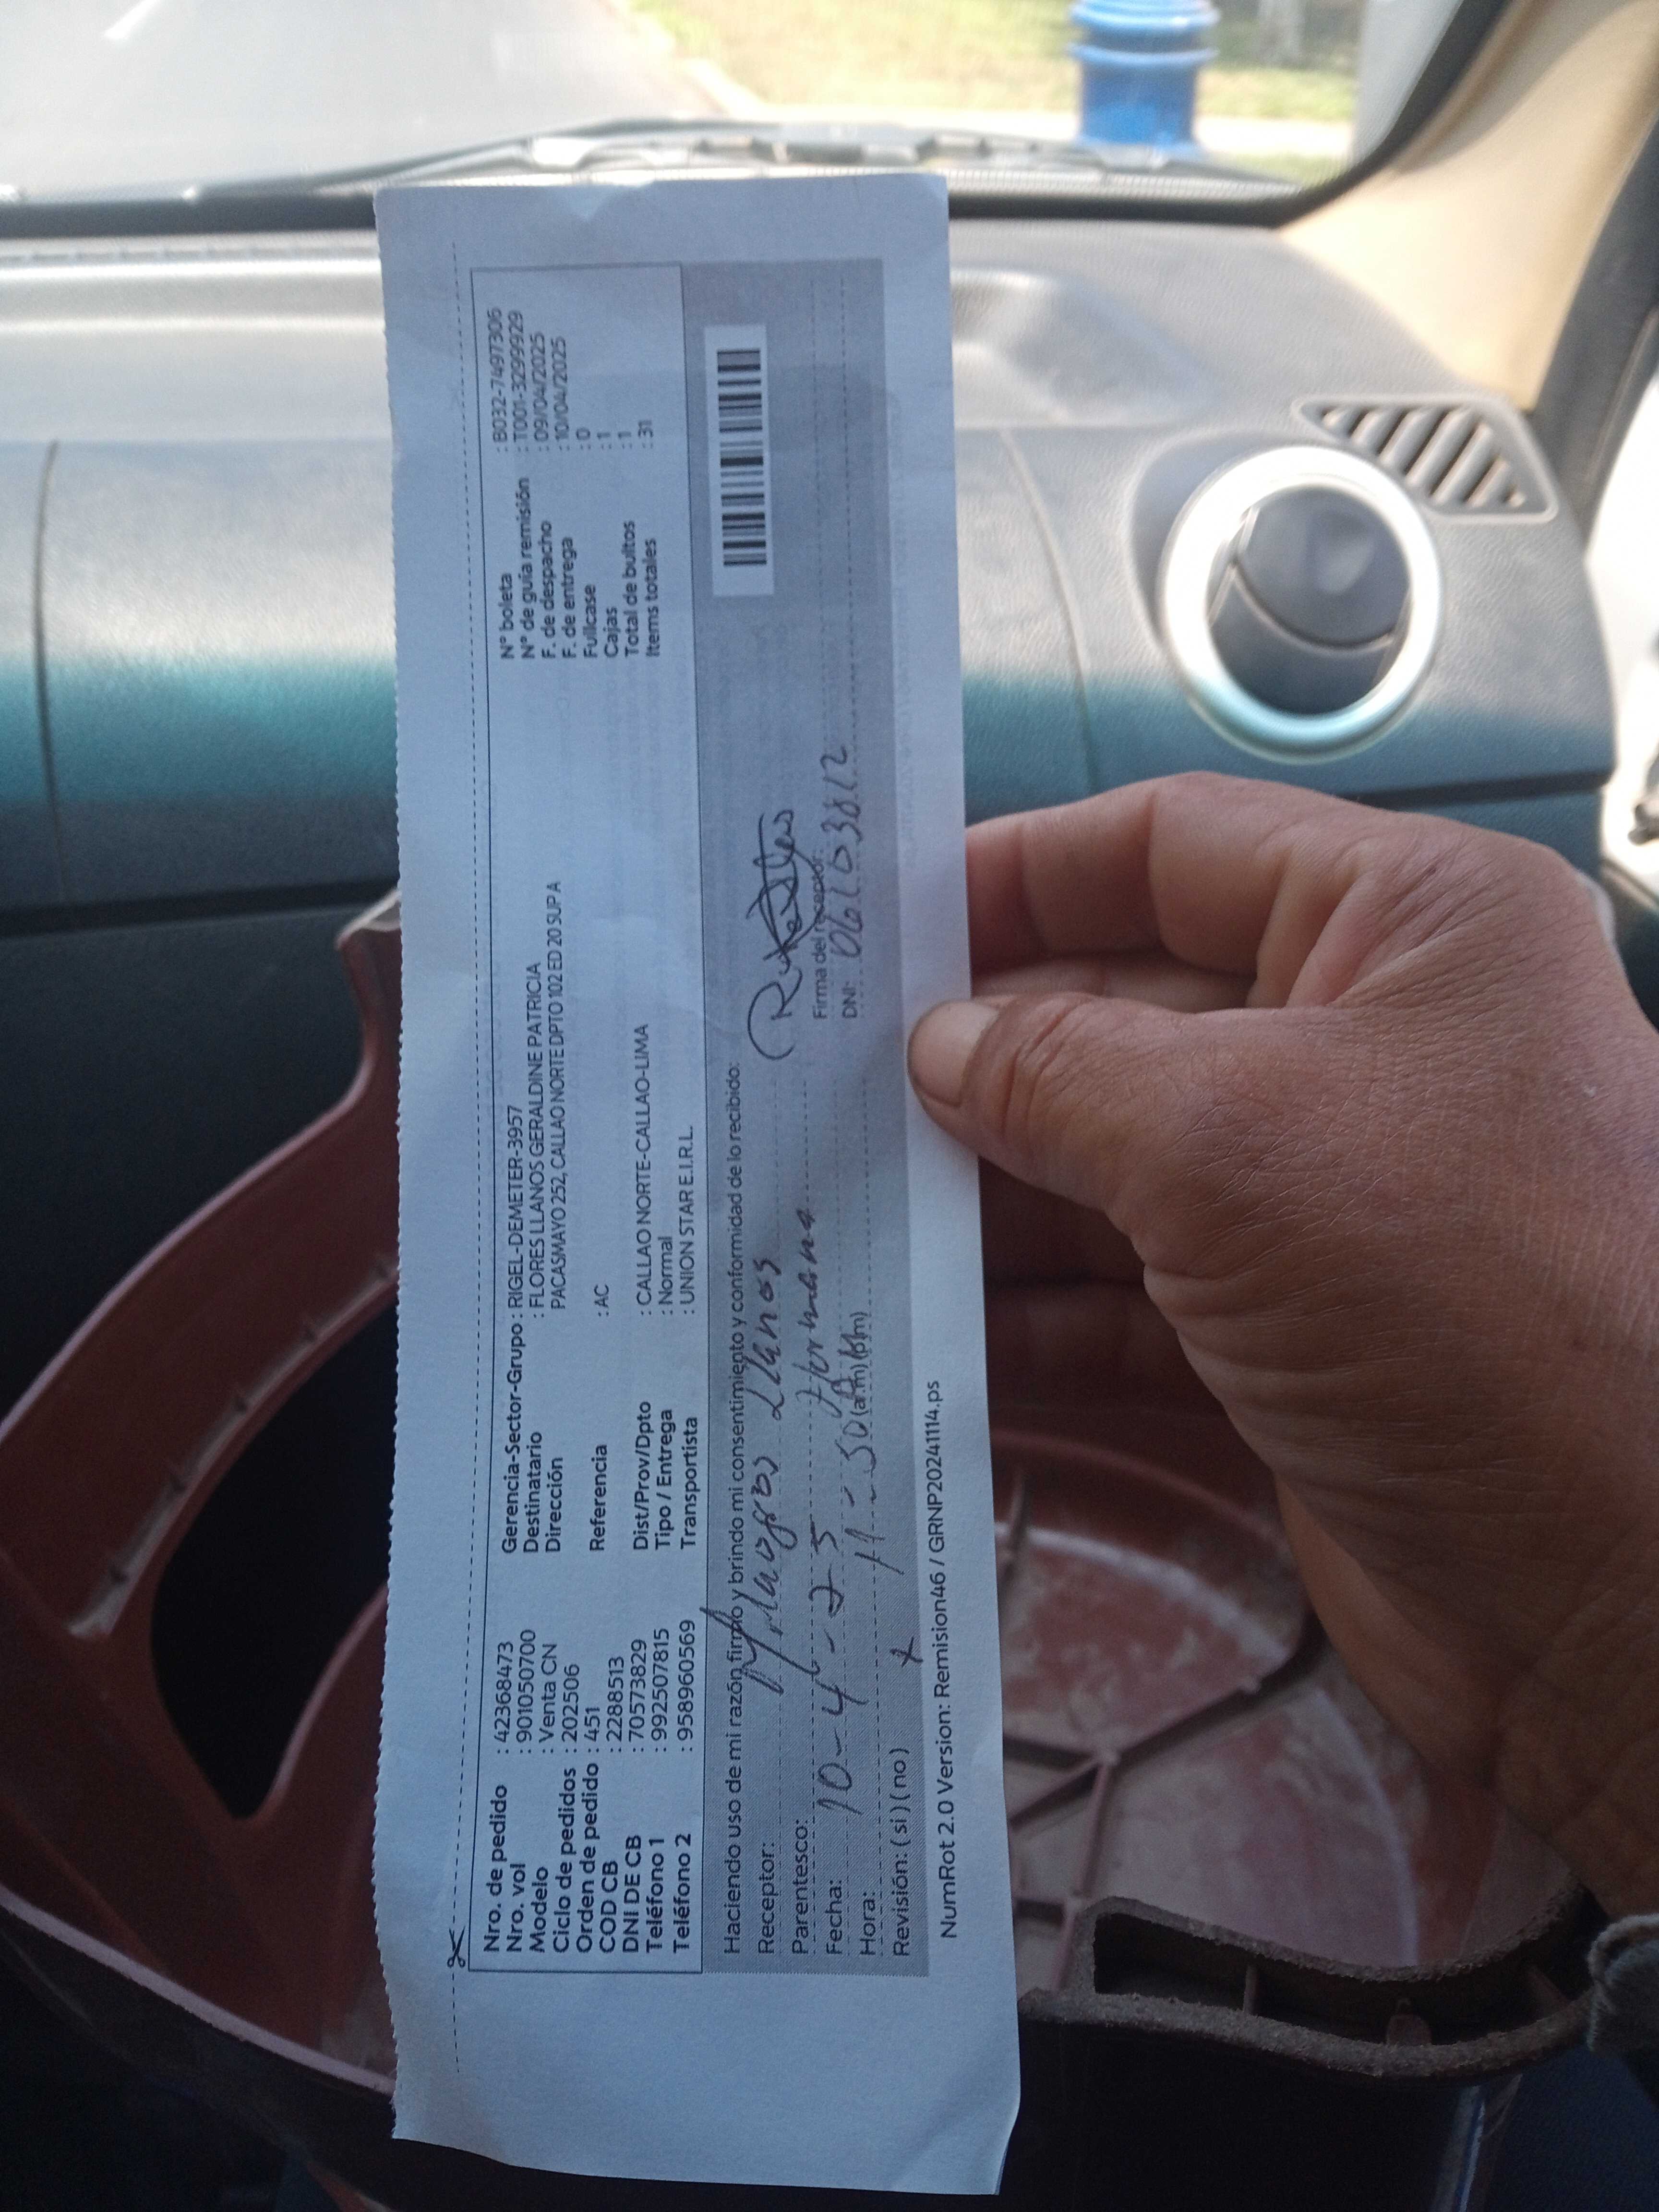 Nro. de pedido : 42368473
Nro. vol : 901050700
Modelo : Venta CN
Ciclo de pedidos : 202506
Orden de pedido : 451
COD CB : 2288513
DNI DE CB : 70573829
Teléfono 1 : 992507815
Teléfono 2 : 958960569
Gerencia-Sector-Grupo : RIGEL-DEMETER-3957
Destinatario : FLORES LLANOS GERALDINE PATRICIA
Dirección PACASMAYO 252, CALLAO NORTE DPTO 102 ED 20 SUP A
Referencia : AC
Dist/Prov/Dpto : CALLAO NORTE-CALLAO-LIMA
Tipo / Entrega : Normal
Transportista : UNION STAR E.I.R.L.
N° boleta : B032-7497306
N° de guía remisión : T001-3299929
F. de despacho : 09/04/2025
F. de entrega : 10/04/2025
Fullcase : 0
Cajas : 1
Total de bultos : 1
Items totales : 31
Haciendo uso de mi razón firmo y brindo mi consentimiento y conformidad de lo recibido:
Receptor: Milagros Llanos
Parentesco:
Fecha: 10-4-25
Hora: 11:50 (a.m) (p.m)
Revisión: ( si ) ( no ) x
Firma del receptor:
DNI:
NumRot 2.0 Version: Remision46 / GRNP20241114.ps